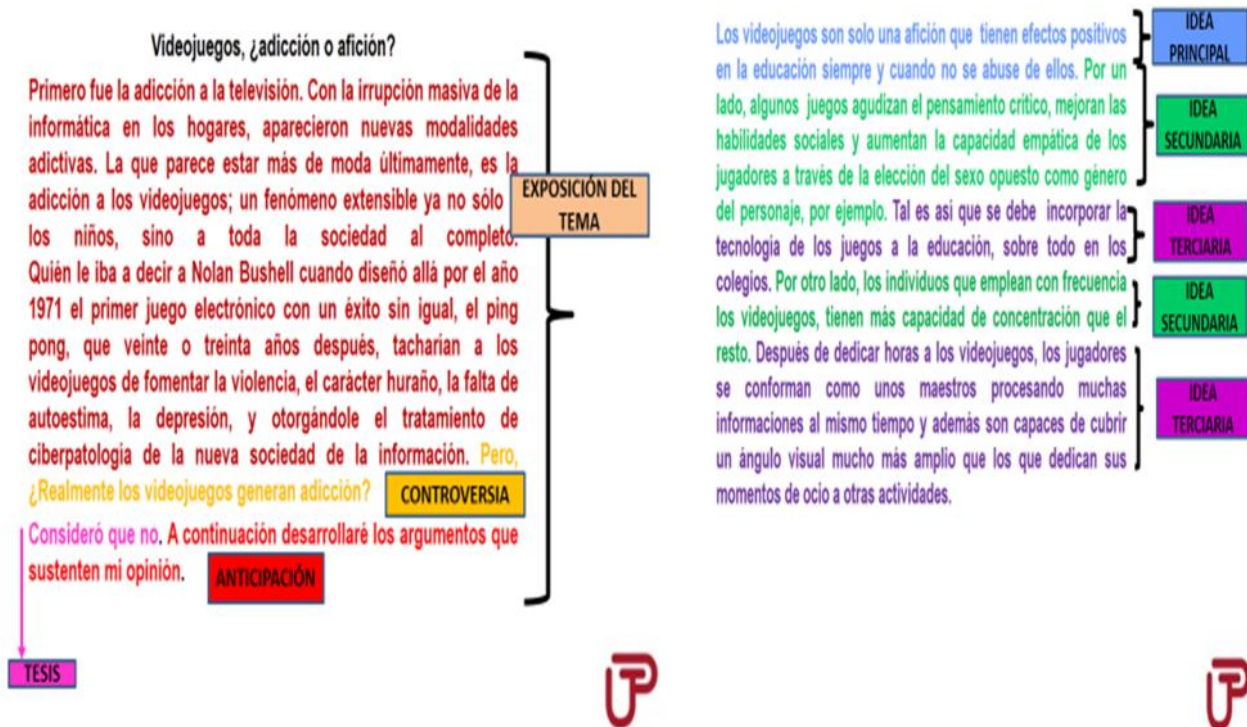 Videojuegos, ¿adicción o afición?
Primero fue la adicción a la televisión. Con la irrupción masiva de la
informática en los hogares, aparecieron nuevas modalidades
adictivas. La que parece estar más de moda últimamente, es la
adicción a los videojuegos; un fenómeno extensible ya no sólo
los niños, sino a toda la sociedad al completo.
Quién le iba a decir a Nolan Bushell cuando diseñó allá por el año
1971 el primer juego electrónico con un éxito sin igual, el ping
pong, que veinte o treinta años después, tacharían a los
videojuegos de fomentar la violencia, el carácter huraño, la falta de
autoestima, la depresión, y otorgándole el tratamiento de
ciberpatología de la nueva sociedad de la información. Pero,
¿Realmente los videojuegos generan adicción?
CONTROVERSIA
Consideró que no. A continuación desarrollaré los argumentos que
sustenten mi opinión.
ANTICIPACIÓN
TESIS
EXPOSICIÓN DEL
TEMA
UTP
Los videojuegos son solo una afición que tienen efectos positivos
en la educación siempre y cuando no se abuse de ellos. Por un
lado, algunos juegos agudizan el pensamiento crítico, mejoran las
habilidades sociales y aumentan la capacidad empática de los
jugadores a través de la elección del sexo opuesto como género
del personaje, por ejemplo. Tal es así que se debe incorporar la
tecnología de los juegos a la educación, sobre todo en los
colegios. Por otro lado, los individuos que emplean con frecuencia
los videojuegos, tienen más capacidad de concentración que el
resto. Después de dedicar horas a los videojuegos, los jugadores
se conforman como unos maestros procesando muchas
informaciones al mismo tiempo y además son capaces de cubrir
un ángulo visual mucho más amplio que los que dedican sus
momentos de ocio a otras actividades.
IDEA
PRINCIPAL
IDEA
SECUNDARIA
IDEA
TERCIARIA
IDEA
SECUNDARIA
IDEA
TERCIARIA
UTP